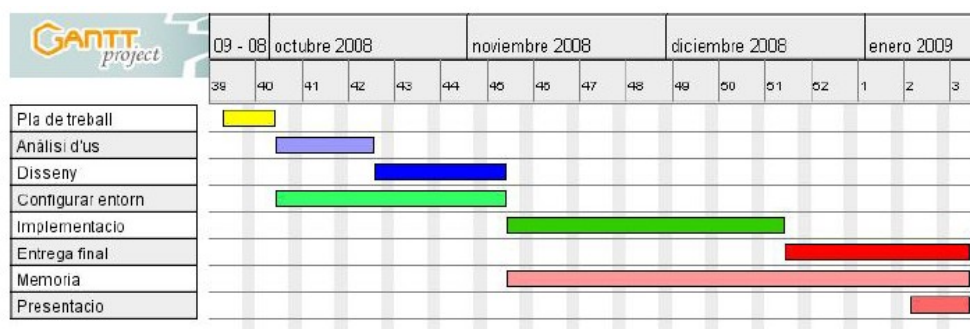 GANTT project
09 - 08 octubre 2008 noviembre 2008 diciembre 2008 enero 2009
39 40 41 42 43 44 45 46 47 48 49 50 51 52 1 2 3
Pla de treball
Anàlisi d'us
Disseny
Configurar entorn
Implementacio
Entrega final
Memoria
Presentacio